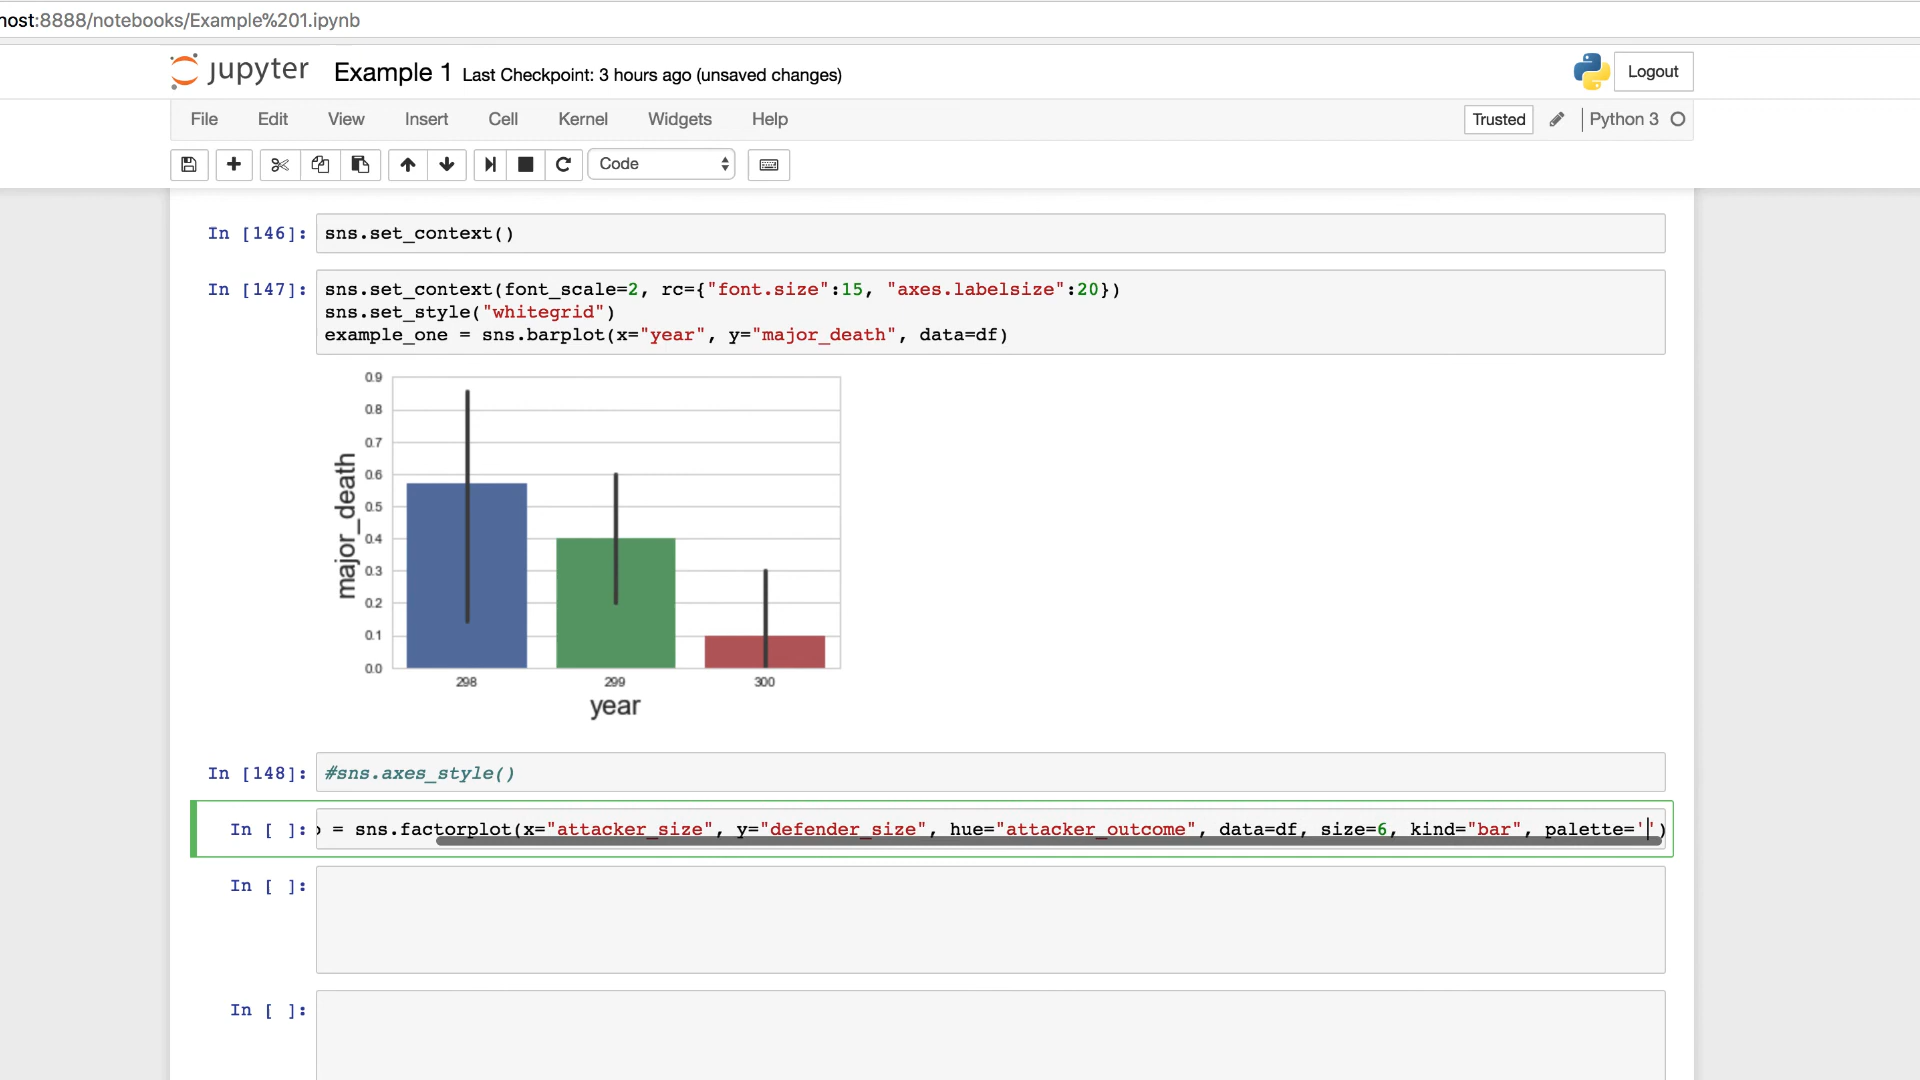 host:8888/notebooks/Example%201.ipynb
jupyter Example 1 Last Checkpoint: 3 hours ago (unsaved changes) Logout
File Edit View Insert Cell Kernel Widgets Help Trusted Python 3
Code
In [146]: sns.set_context()
In [147]: sns.set_context(font_scale=2, rc={"font.size":15, "axes.labelsize":20})
sns.set_style("whitegrid")
example_one = sns.barplot(x="year", y="major_death", data=df)
0.9
0.8
0.7
0.6
0.5
0.4
0.3
0.2
0.1
0.0
major_death
298 299 300
year
In [148]: #sns.axes_style()
In [ ]: = sns.factorplot(x="attacker_size", y="defender_size", hue="attacker_outcome", data=df, size=6, kind="bar", palette='')
In [ ]:
In [ ]: